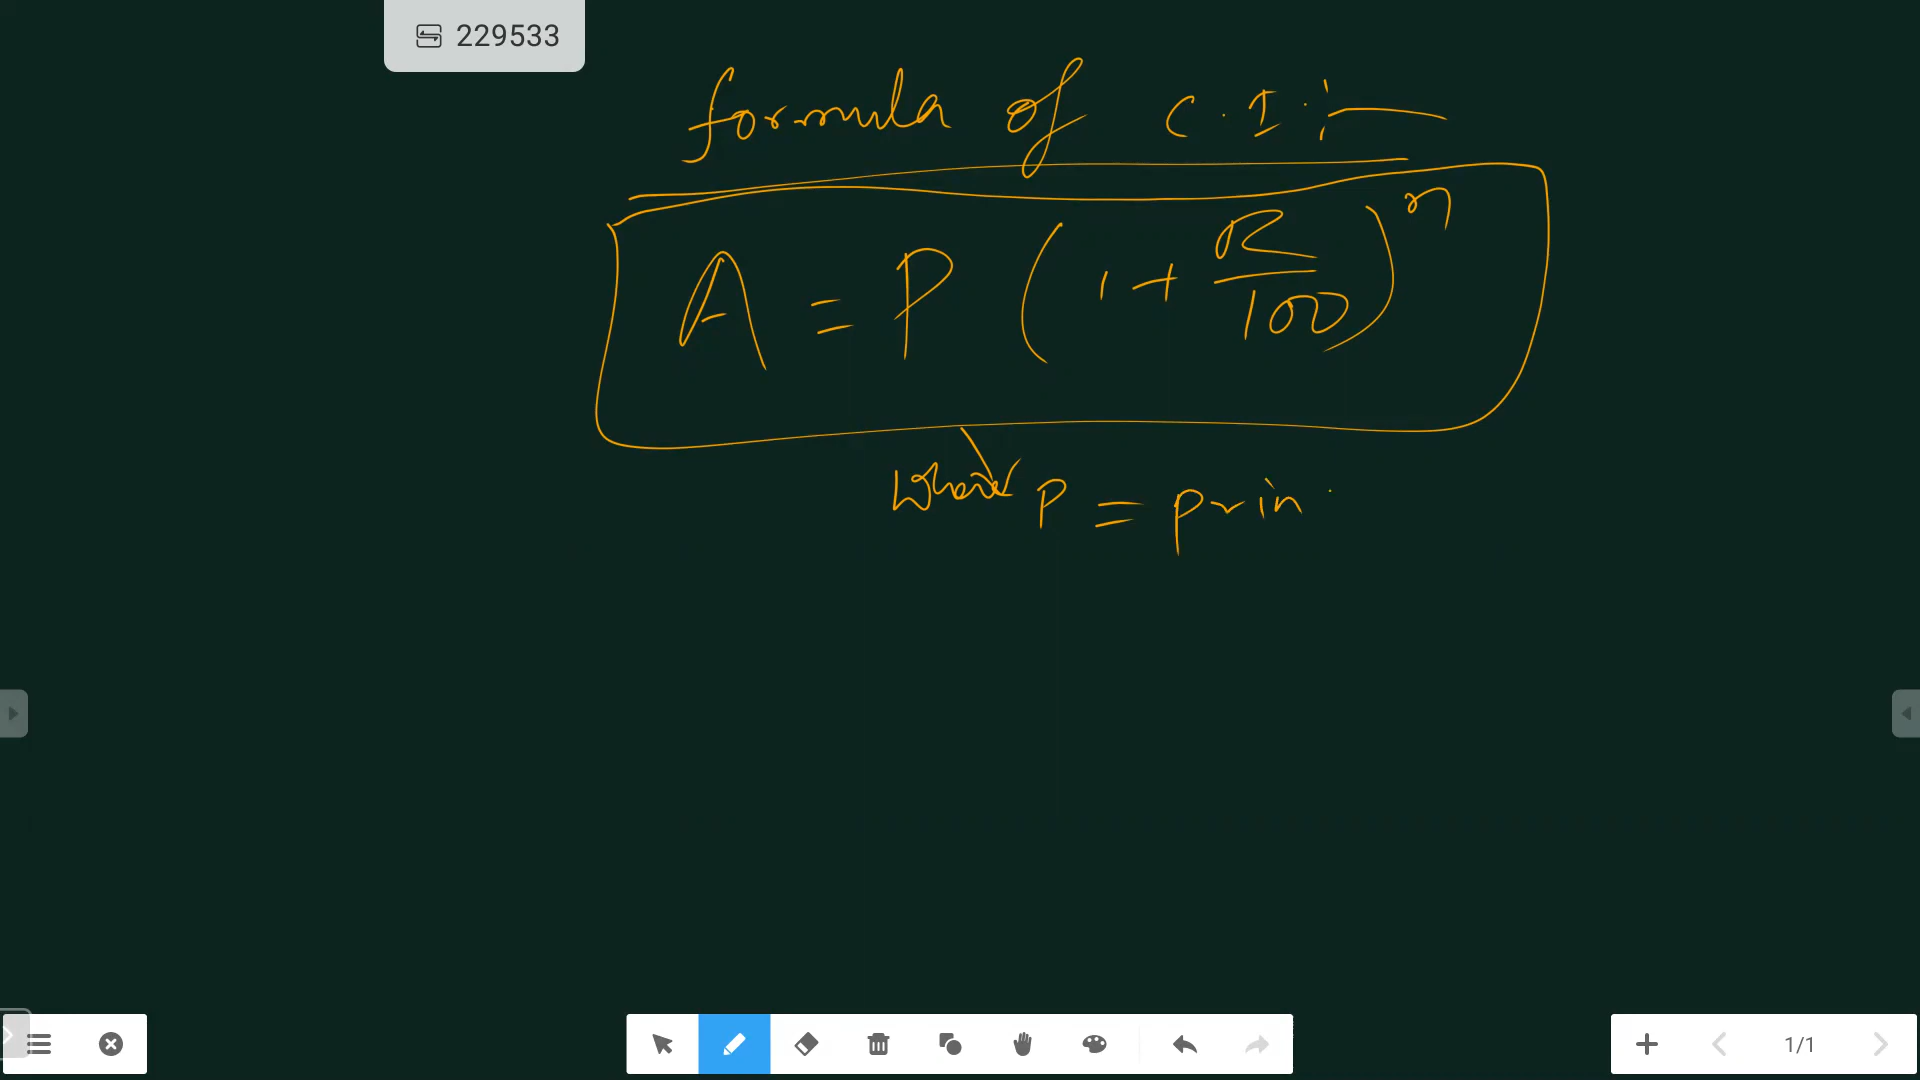 229533
formula of C.I.:-
A = P (1 + R/100)^n
where P = prin
1/1